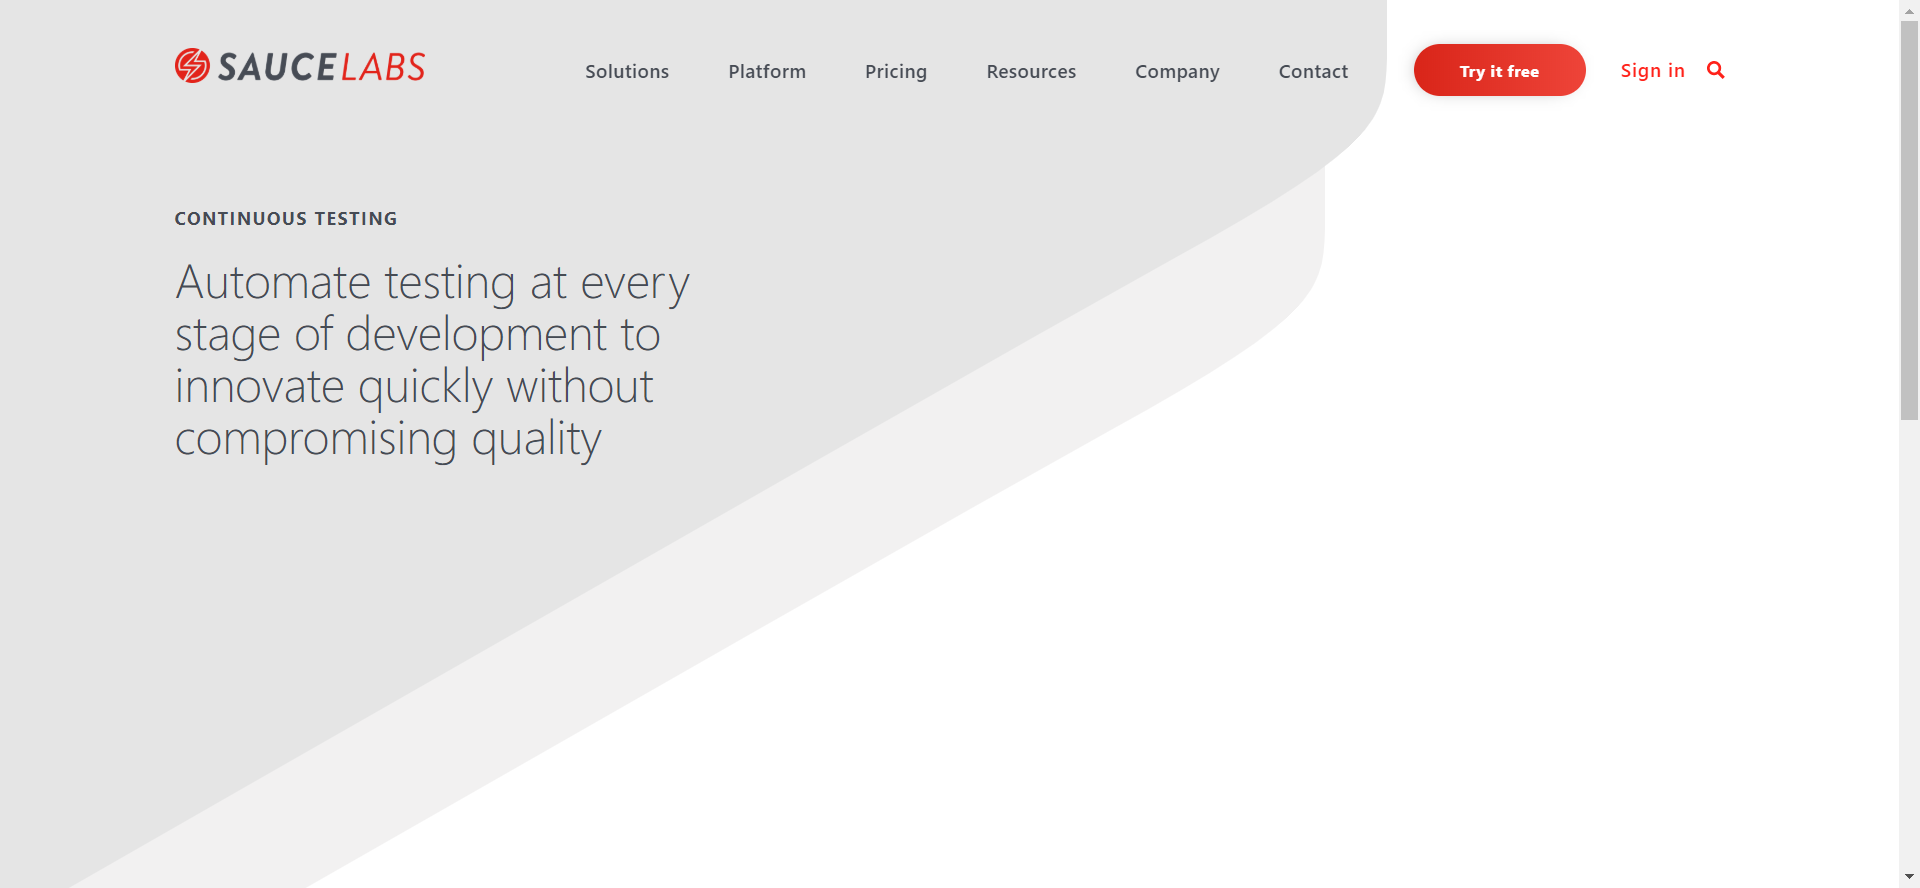 SAUCELABS
Solutions
Platform
Pricing
Resources
Company
Contact
Try it free
Sign in
CONTINUOUS TESTING
Automate testing at every
stage of development to
innovate quickly without
compromising quality